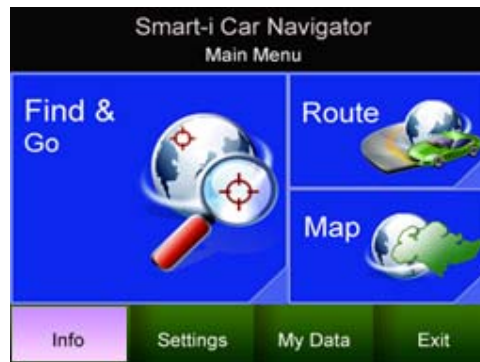 Smart-i Car Navigator
Main Menu
Find &
Go
Route
Map
Info
Settings
My Data
Exit